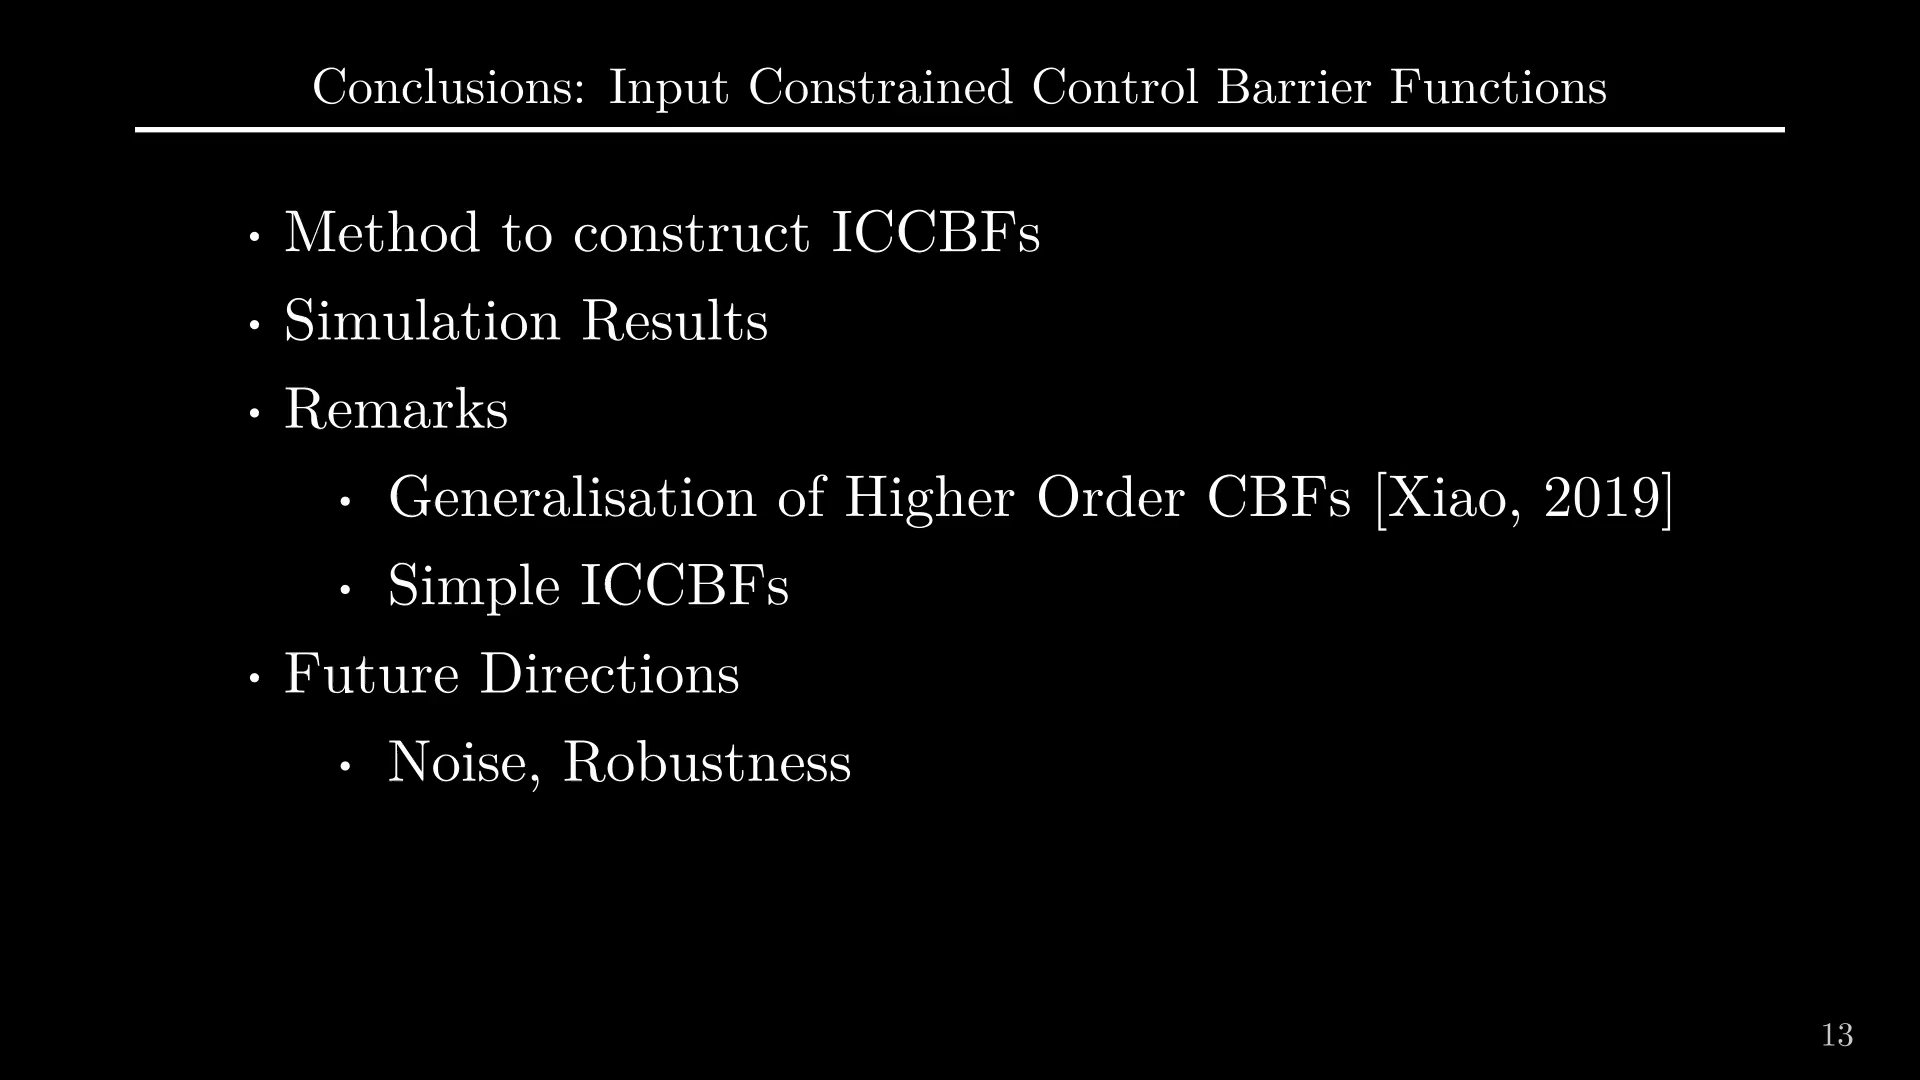 Conclusions: Input Constrained Control Barrier Functions
• Method to construct ICCBFs
• Simulation Results
• Remarks
• Generalisation of Higher Order CBFs [Xiao, 2019]
• Simple ICCBFs
• Future Directions
• Noise, Robustness
13